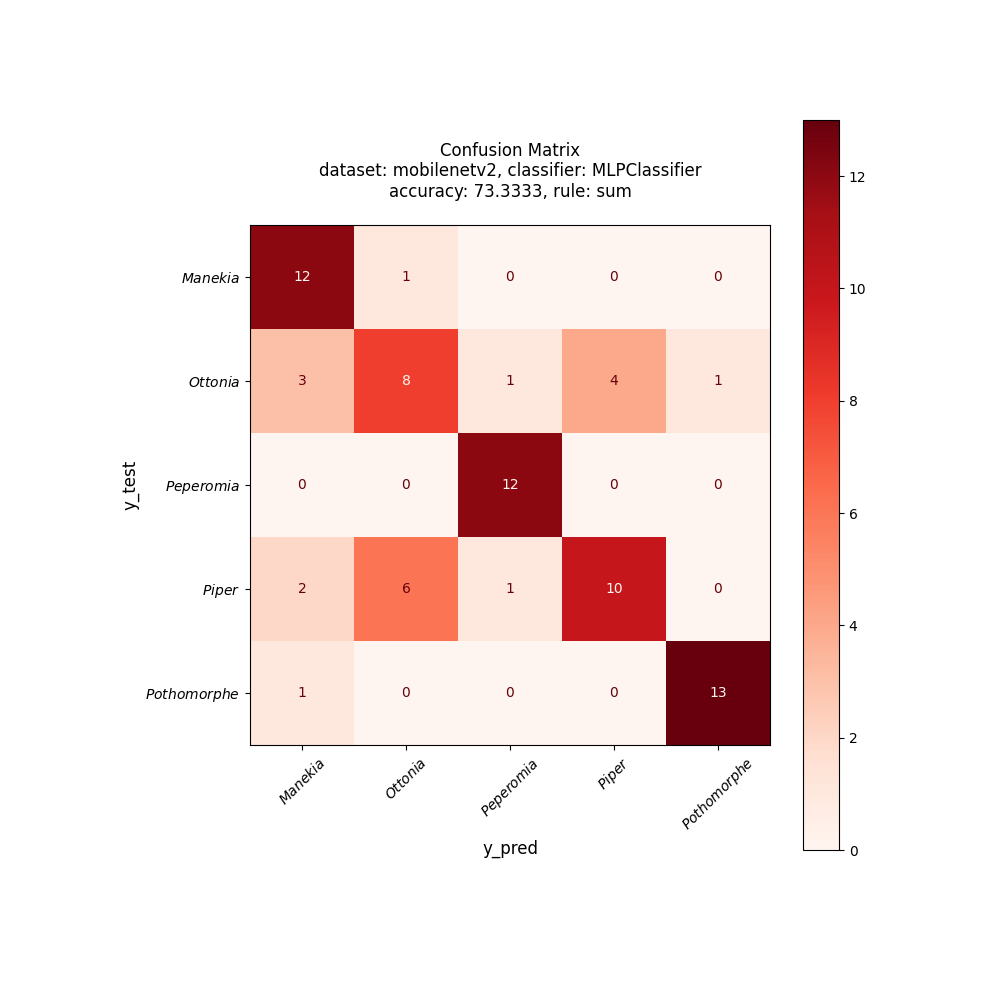 Confusion Matrix
dataset: mobilenetv2, classifier: MLPClassifier
accuracy: 73.3333, rule: sum
y_test
Manekia 12 1 0 0 0
Ottonia 3 8 1 4 1
Peperomia 0 0 12 0 0
Piper 2 6 1 10 0
Pothomorphe 1 0 0 0 13
Manekia Ottonia Peperomia Piper Pothomorphe
y_pred
12
10
8
6
4
2
0